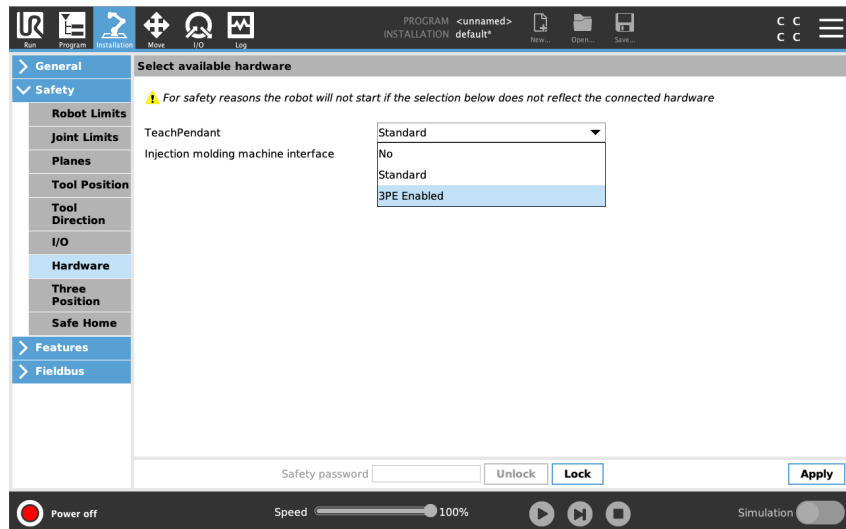 UR
Run
Program
Installation
Move
I/O
Log
PROGRAM <unnamed>
INSTALLATION default*
New...
Open...
Save...
C C
C C
General
Safety
Robot Limits
Joint Limits
Planes
Tool Position
Tool
Direction
I/O
Hardware
Three
Position
Safe Home
Features
Fieldbus
Select available hardware
For safety reasons the robot will not start if the selection below does not reflect the connected hardware
TeachPendant
Standard
Injection molding machine interface
No
Standard
3PE Enabled
Safety password
Unlock
Lock
Apply
Power off
Speed
100%
Simulation